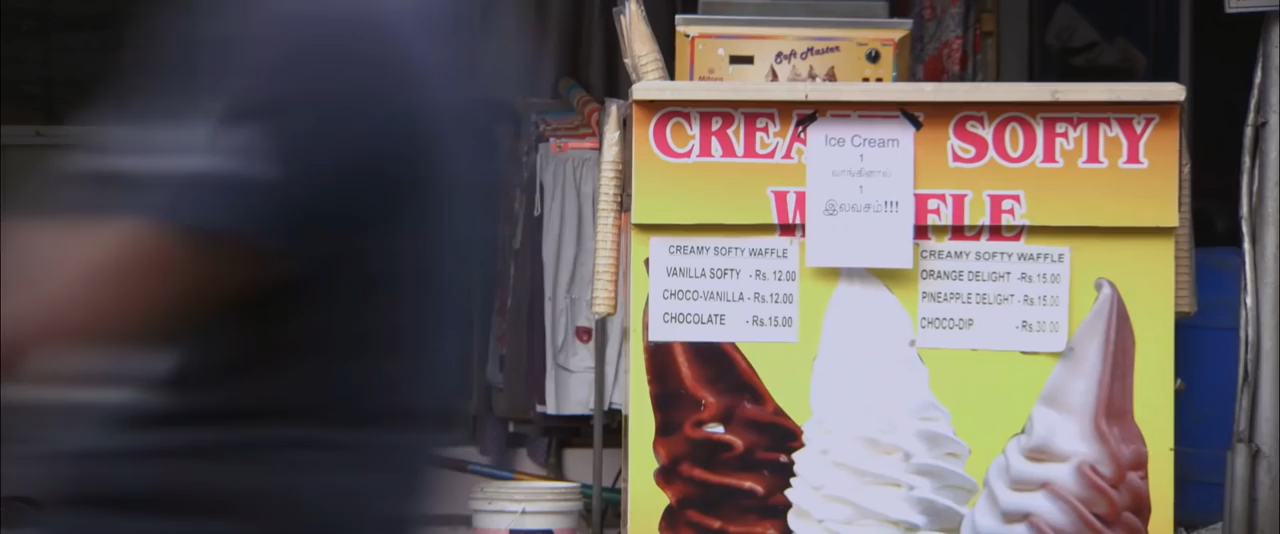 Soft Master
CREAMY SOFTY
WAFFLE
Ice Cream
1
வாங்கினால்
1
இலவசம்!!!
CREAMY SOFTY WAFFLE
VANILLA SOFTY - Rs. 12.00
CHOCO-VANILLA - Rs.12.00
CHOCOLATE - Rs.15.00
CREAMY SOFTY WAFFLE
ORANGE DELIGHT -Rs.15.00
PINEAPPLE DELIGHT - Rs.15.00
CHOCO-DIP - Rs.30.00